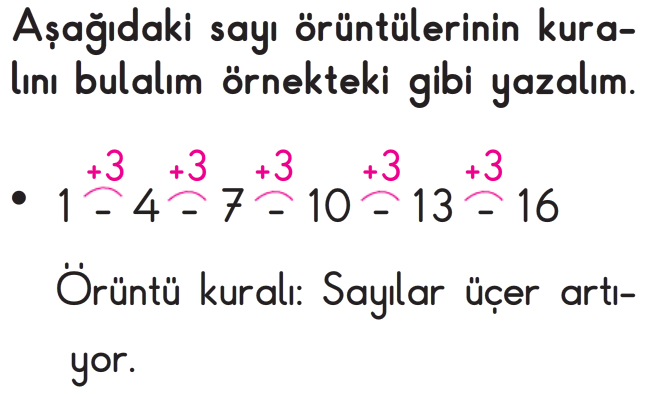 Aşağıdaki sayı örüntülerinin kura-
lını bulalım örnekteki gibi yazalım.
+3 +3 +3 +3 +3
• 1 - 4 - 7 - 10 - 13 - 16
Örüntü kuralı: Sayılar üçer artı-
yor.